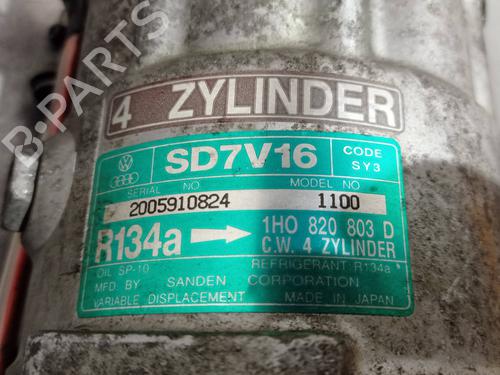 4 ZYLINDER
SD7V16
CODE
SY3
SERIAL NO
MODEL NO
2005910824
1100
R134a
1H0 820 803 D
C.W. 4 ZYLINDER
OIL SP-10
REFRIGERANT R134a
MFD. BY SANDEN CORPORATION
VARIABLE DISPLACEMENT
MADE IN JAPAN
B-PARTS